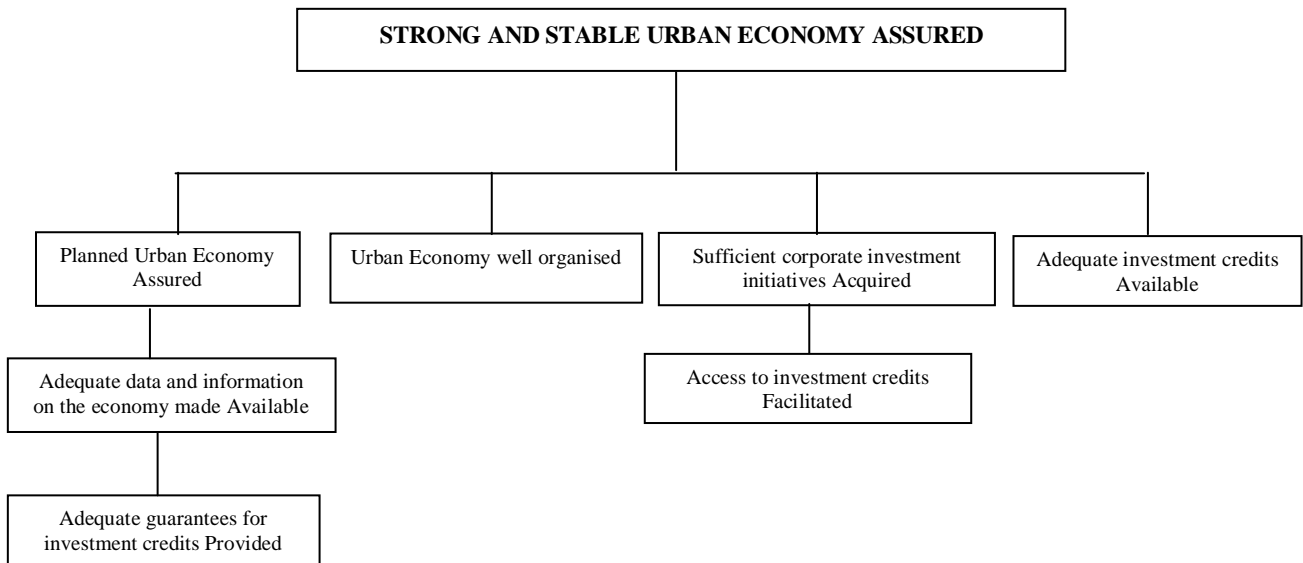 STRONG AND STABLE URBAN ECONOMY ASSURED
Planned Urban Economy
Assured
Urban Economy well organised
Sufficient corporate investment
initiatives Acquired
Adequate investment credits
Available
Adequate data and information
on the economy made Available
Access to investment credits
Facilitated
Adequate guarantees for
investment credits Provided